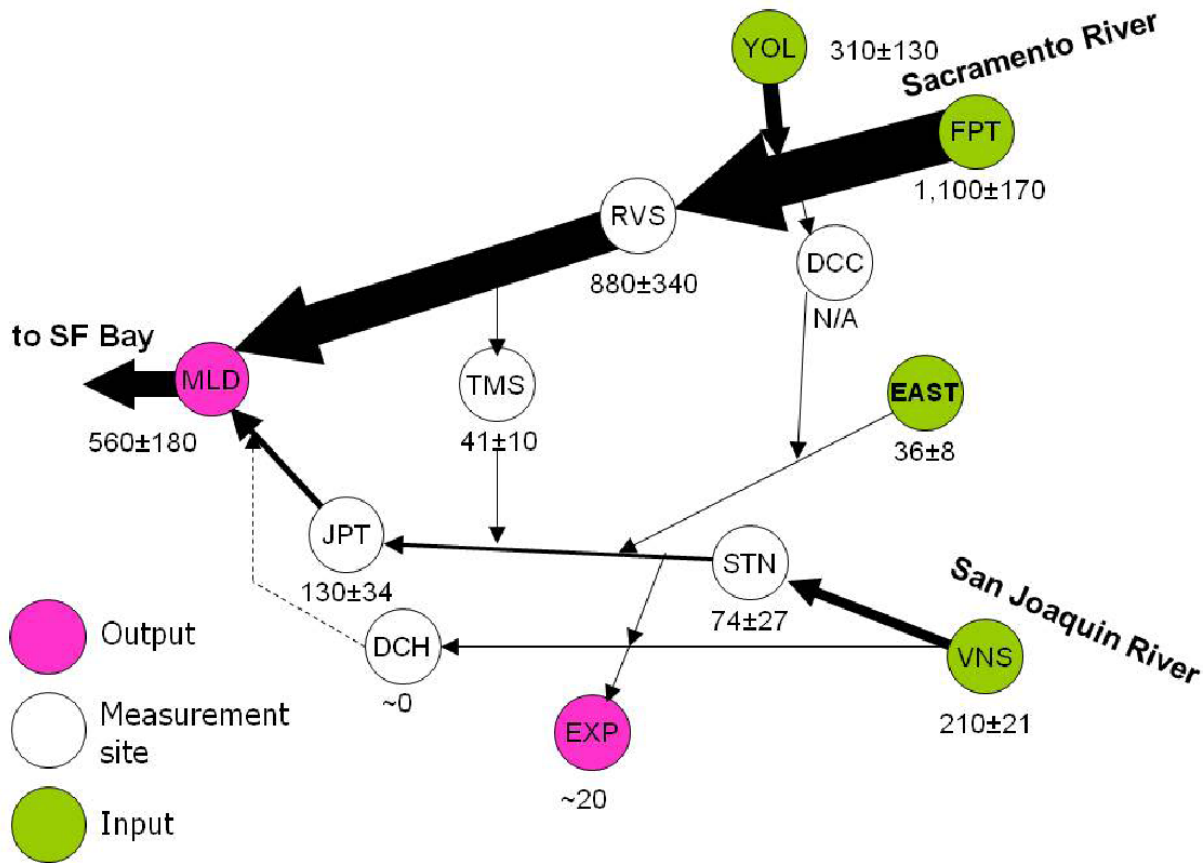 YOL
310±130
Sacramento River
FPT
1,100±170
RVS
880±340
DCC
N/A
to SF Bay
MLD
560±180
TMS
41±10
EAST
36±8
JPT
130±34
STN
74±27
San Joaquin River
VNS
210±21
DCH
~0
EXP
~20
Output
Measurement
site
Input